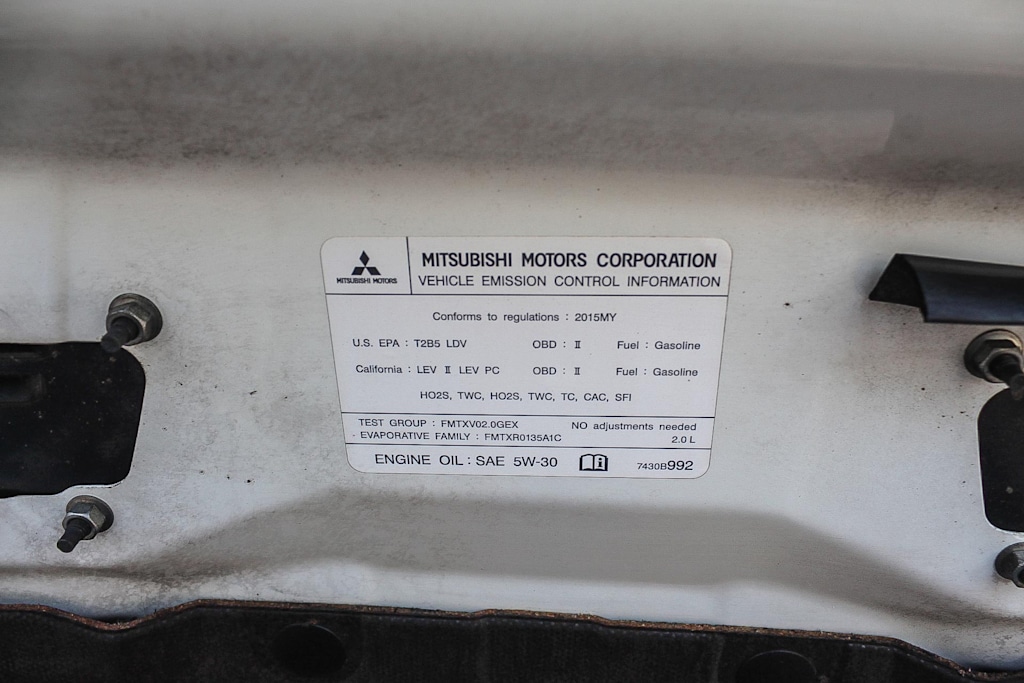 MITSUBISHI MOTORS
MITSUBISHI MOTORS CORPORATION
VEHICLE EMISSION CONTROL INFORMATION
Conforms to regulations : 2015MY
U.S. EPA : T2B5 LDV OBD : II Fuel : Gasoline
California : LEV II LEV PC OBD : II Fuel : Gasoline
HO2S, TWC, HO2S, TWC, TC, CAC, SFI
TEST GROUP : FMTXV02.0GEX NO adjustments needed
EVAPORATIVE FAMILY : FMTXR0135A1C 2.0 L
ENGINE OIL : SAE 5W-30 7430B992